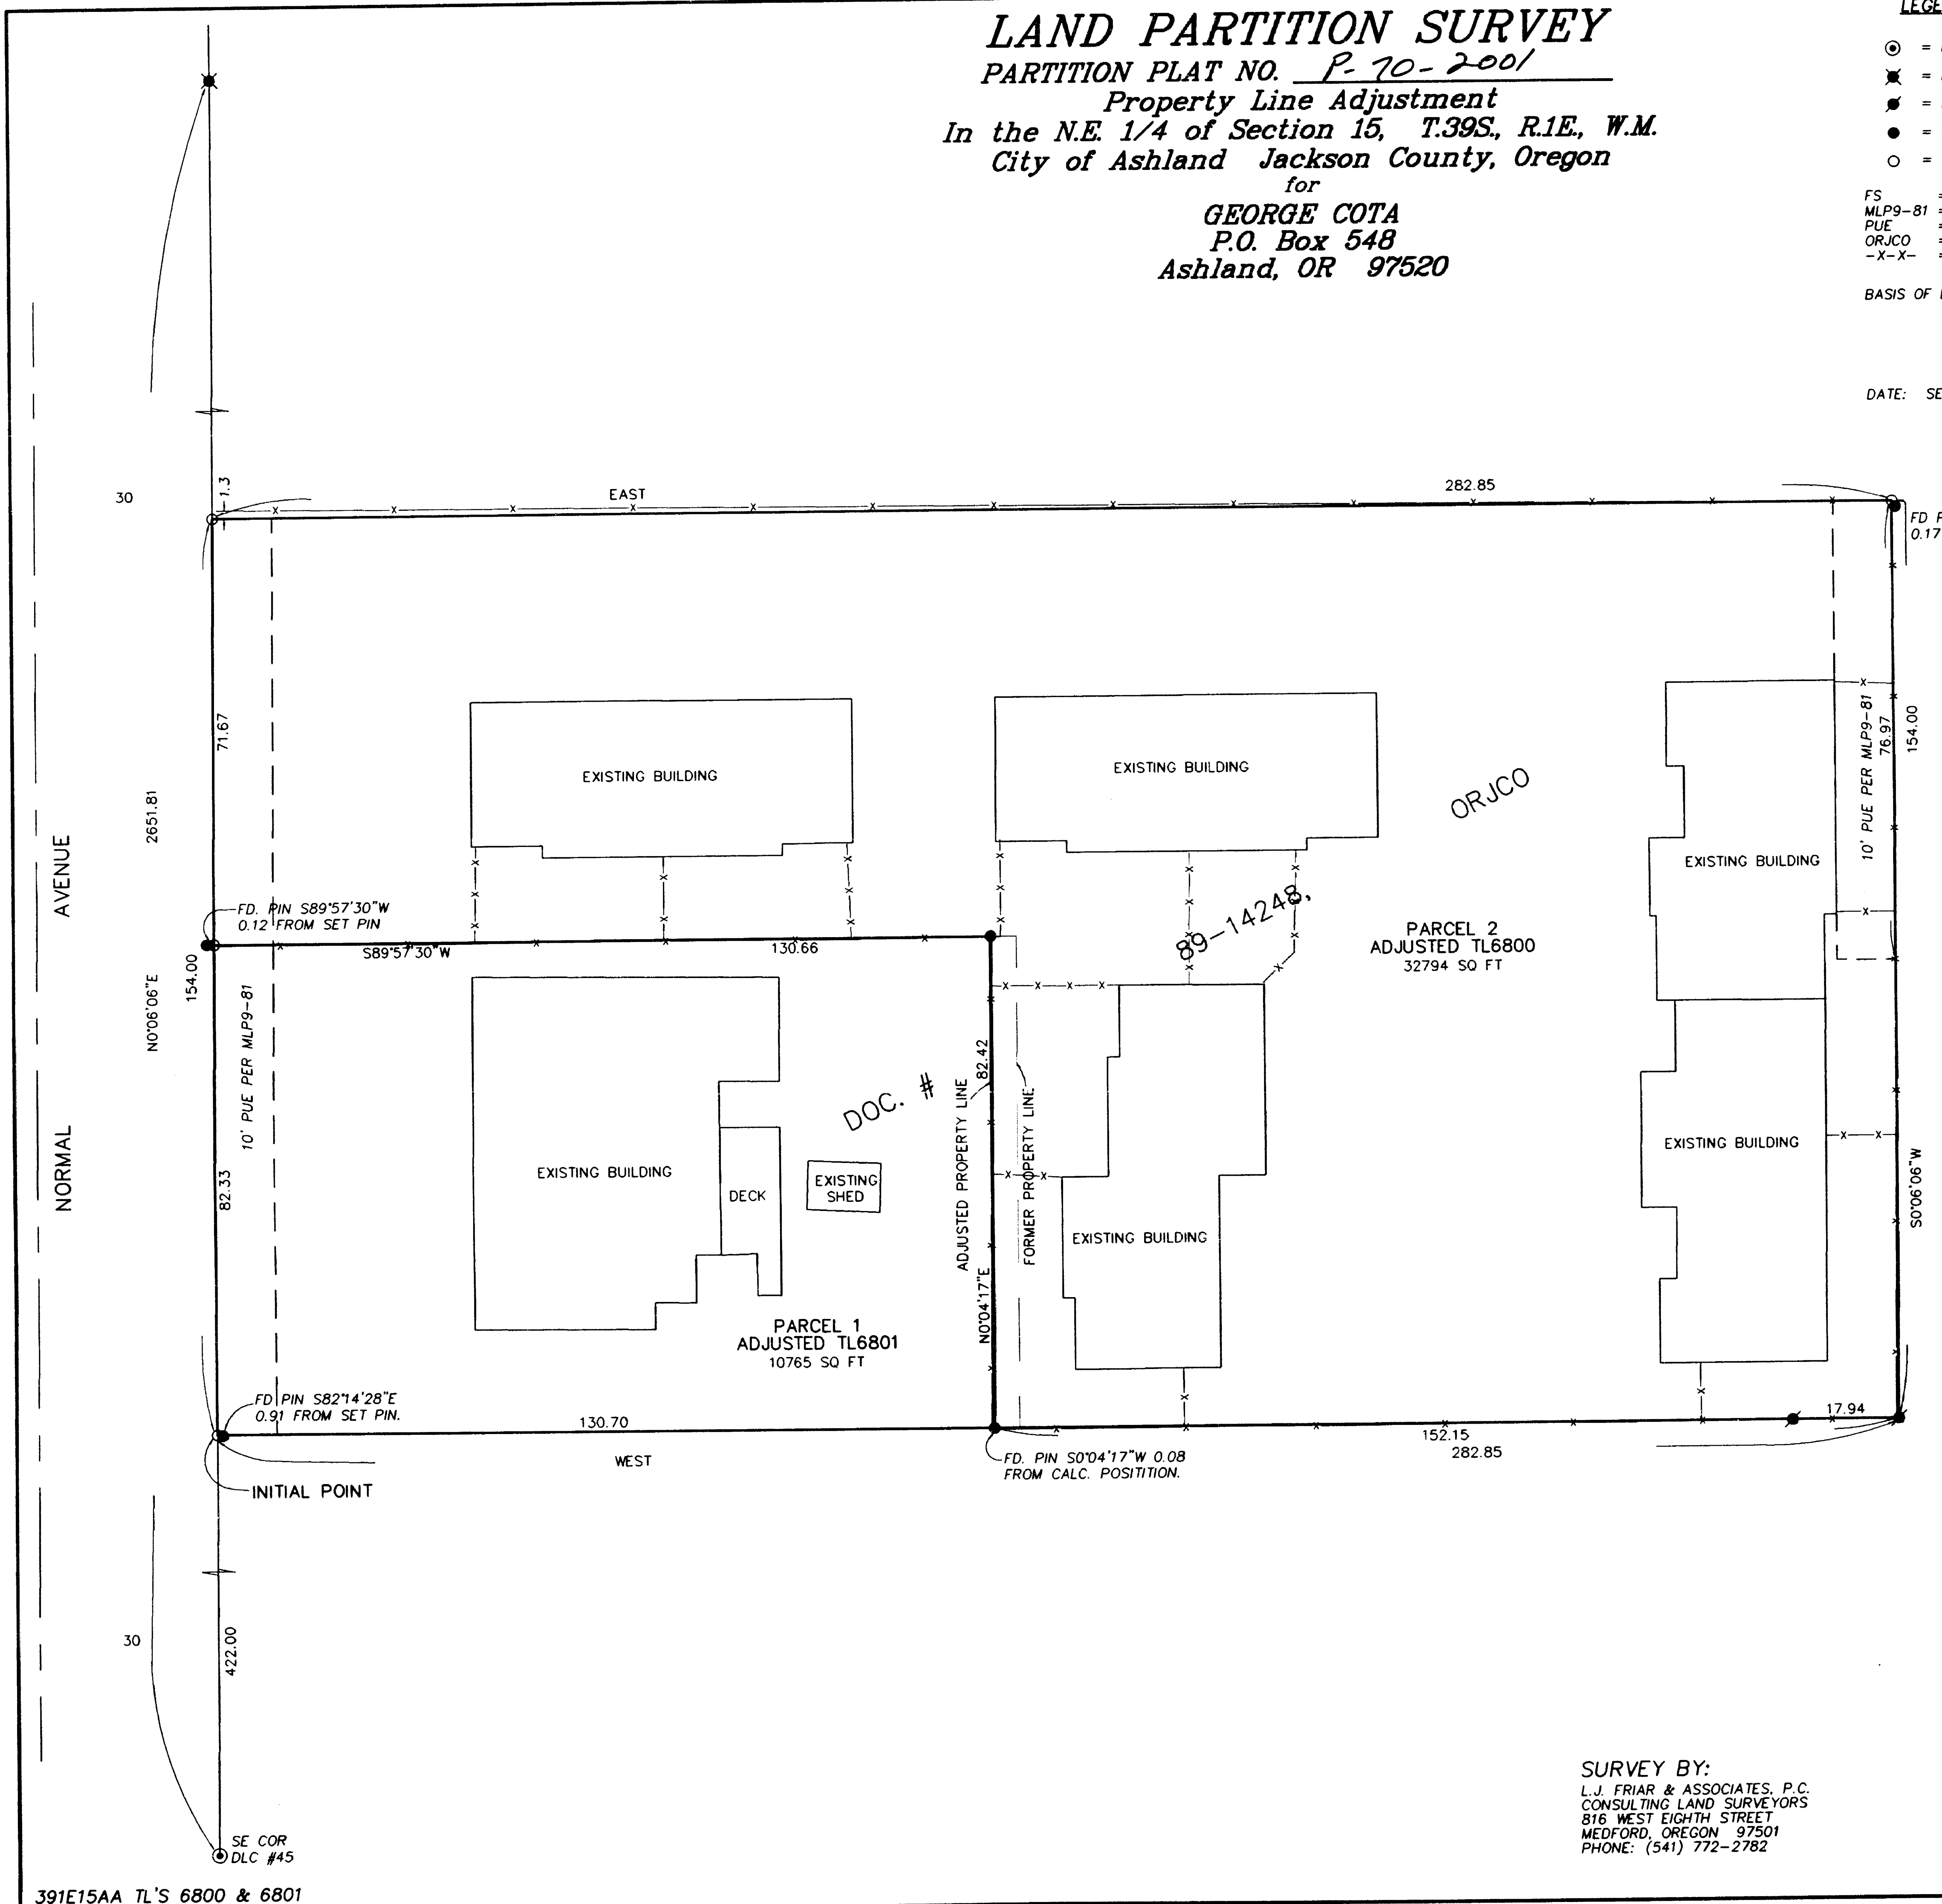 LAND PARTITION SURVEY
PARTITION PLAT NO. P-70-2001
Property Line Adjustment
In the N.E. 1/4 of Section 15, T.39S., R.1E., W.M.
City of Ashland Jackson County, Oregon
for
GEORGE COTA
P.O. Box 548
Ashland, OR 97520
=
=
=
=
=
FS =
MLP9-81 =
PUE =
ORJCO =
-X-X- =
BASIS OF
DATE:
30
1.3
EAST
282.85
FD
0.17
71.67
2651.81
AVENUE
EXISTING BUILDING
EXISTING BUILDING
ORJCO
EXISTING BUILDING
10' PUE PER MLP9-81
76.97
154.00
FD. PIN S89°57'30"W
0.12 FROM SET PIN
S89°57'30"W
130.66
89-14248,
PARCEL 2
ADJUSTED TL6800
32794 SQ FT
154.00
N0°06'06"E
10' PUE PER MLP9-81
DOC. #
82.42
ADJUSTED PROPERTY LINE
FORMER PROPERTY LINE
N0°04'17"E
NORMAL
82.33
EXISTING BUILDING
DECK
EXISTING
SHED
EXISTING BUILDING
EXISTING BUILDING
S0°06'06"W
PARCEL 1
ADJUSTED TL6801
10765 SQ FT
FD PIN S82°14'28"E
0.91 FROM SET PIN.
130.70
WEST
17.94
152.15
282.85
FD. PIN S0°04'17"W 0.08
FROM CALC. POSITITION.
INITIAL POINT
30
422.00
SE COR
DLC #45
SURVEY BY:
L.J. FRIAR & ASSOCIATES, P.C.
CONSULTING LAND SURVEYORS
816 WEST EIGHTH STREET
MEDFORD, OREGON 97501
PHONE: (541) 772-2782
391E15AA TL'S 6800 & 6801